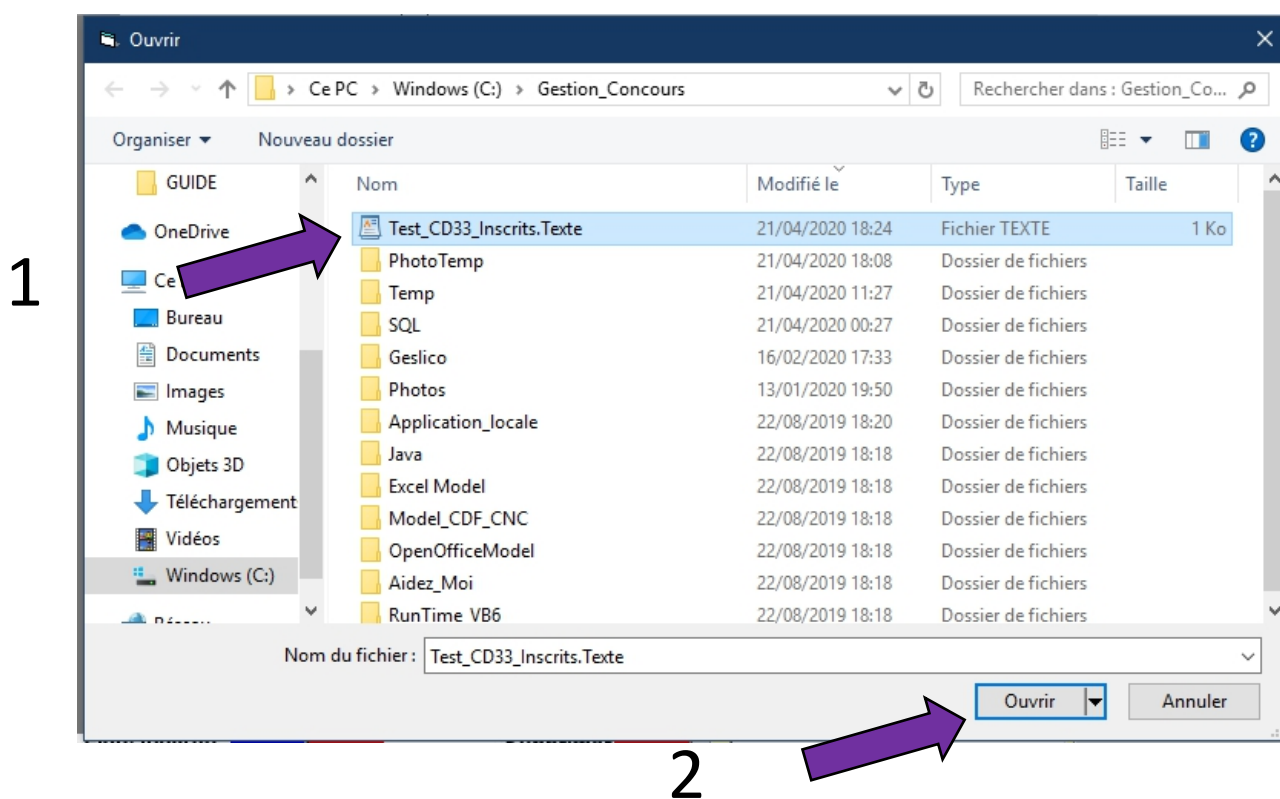 Ouvrir
Ce PC > Windows (C:) > Gestion_Concours
Rechercher dans : Gestion_Co...
Organiser
Nouveau dossier
GUIDE
Nom
Modifié le
Type
Taille
OneDrive
Test_CD33_Inscrits.Texte 21/04/2020 18:24 Fichier TEXTE 1 Ko
PhotoTemp 21/04/2020 18:08 Dossier de fichiers
1
Ce
Temp 21/04/2020 11:27 Dossier de fichiers
Bureau
SQL 21/04/2020 00:27 Dossier de fichiers
Documents
Geslico 16/02/2020 17:33 Dossier de fichiers
Images
Photos 13/01/2020 19:50 Dossier de fichiers
Musique
Application_locale 22/08/2019 18:20 Dossier de fichiers
Objets 3D
Java 22/08/2019 18:18 Dossier de fichiers
Téléchargement
Excel Model 22/08/2019 18:18 Dossier de fichiers
Vidéos
Model_CDF_CNC 22/08/2019 18:18 Dossier de fichiers
OpenOfficeModel 22/08/2019 18:18 Dossier de fichiers
Windows (C:)
Aidez_Moi 22/08/2019 18:18 Dossier de fichiers
RunTime VB6 22/08/2019 18:18 Dossier de fichiers
Nom du fichier : Test_CD33_Inscrits.Texte
Ouvrir
Annuler
2